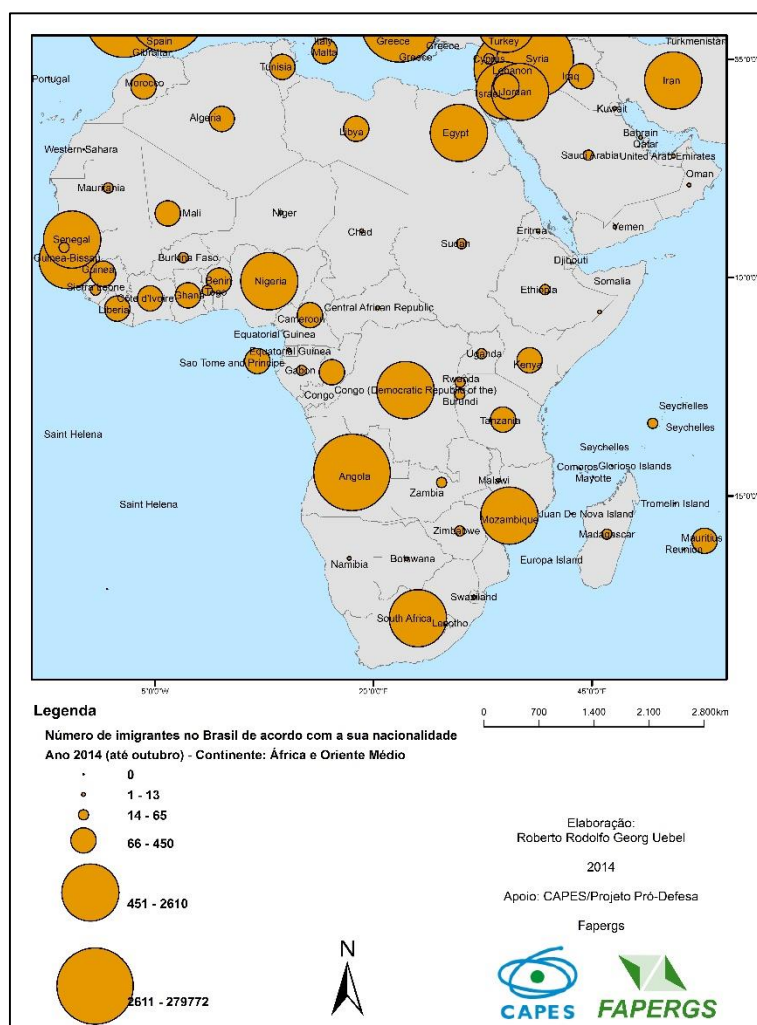 Spain
Gibraltar
Portugal
Italy
Malta
Greece
Greece
Greece
Turkey
Cyprus
Lebanon
Syria
Israel
Jordan
Iraq
Iran
Turkmenistan
35°0'0"N
Tunisia
Morocco
Algeria
Libya
Egypt
Kuwait
Bahrain
Qatar
Saudi Arabia
United Arab Emirates
Oman
Western Sahara
Mauritania
Mali
Niger
Chad
Sudan
Eritrea
Yemen
Senegal
Guinea-Bissau
Guinea
Burkina Faso
Sierra Leone
Liberia
Côte d'Ivoire
Ghana
Togo
Benin
Nigeria
Cameroon
Central African Republic
Ethiopia
Djibouti
Somalia
10°0'0"N
Equatorial Guinea
Equatorial Guinea
Sao Tome and Principe
Gabon
Congo
Congo (Democratic Republic of the)
Uganda
Rwanda
Burundi
Kenya
Tanzania
Seychelles
Seychelles
Seychelles
Saint Helena
Saint Helena
Angola
Zambia
Malawi
Comoros
Glorioso Islands
Mayotte
Mozambique
Juan De Nova Island
Tromelin Island
Zimbabwe
Madagascar
Mauritius
Reunion
Namibia
Botswana
Europa Island
Swaziland
South Africa
Lesotho
5°0'0"W
20°0'0"E
45°0'0"E
Legenda
Número de imigrantes no Brasil de acordo com a sua nacionalidade
Ano 2014 (até outubro) - Continente: África e Oriente Médio
0
1 - 13
14 - 65
66 - 450
451 - 2610
2611 - 279772
0 700 1.400 2.100 2.800km
Elaboração:
Roberto Rodolfo Georg Uebel
2014
Apoio: CAPES/Projeto Pró-Defesa
Fapergs
N
CAPES
FAPERGS